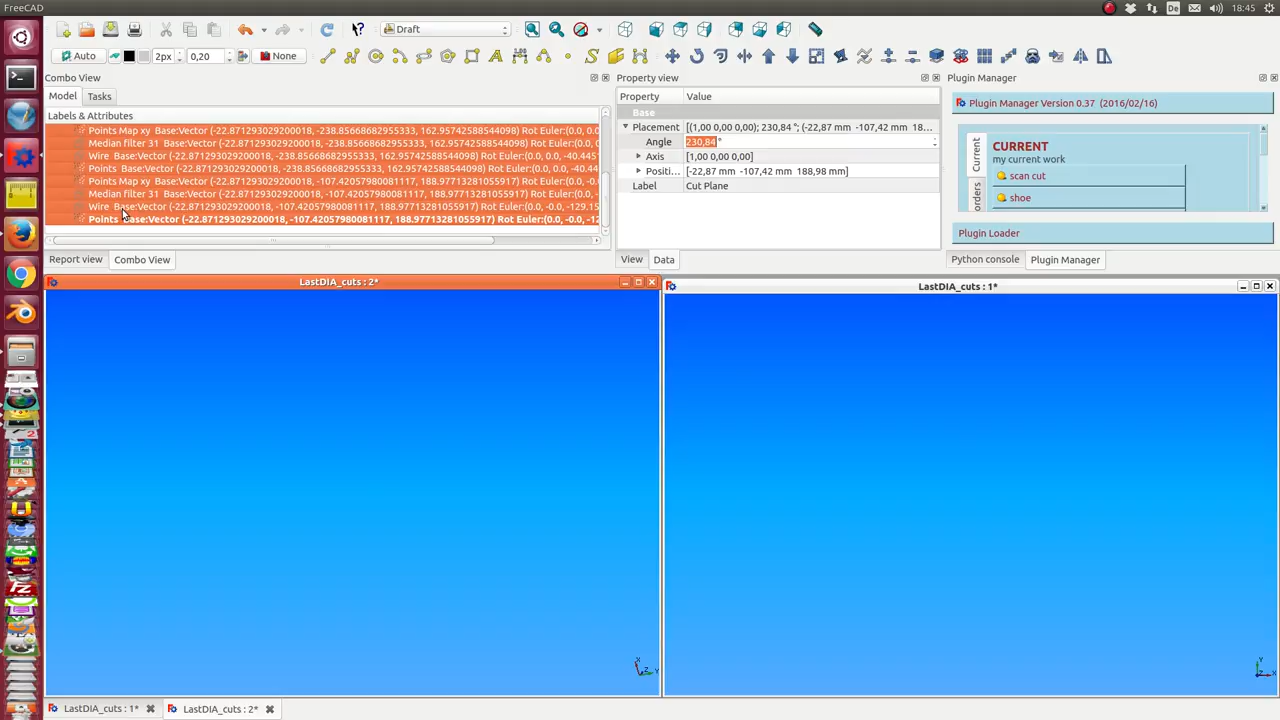 FreeCAD
De
18:45
Draft
Auto
2px
0,20
None
Combo View
Property view
Plugin Manager
Model
Tasks
Labels & Attributes
Points Map xy Base:Vector (-22.871293029200018, -238.85668682955333, 162.95742588544098) Rot Euler:(0.0, 0.0
Median filter 31 Base:Vector (-22.871293029200018, -238.85668682955333, 162.95742588544098) Rot Euler:(0.0, 0.
Wire Base:Vector (-22.871293029200018, -238.85668682955333, 162.95742588544098) Rot Euler:(0.0, 0.0, -40.445
Points Base:Vector (-22.871293029200018, -238.85668682955333, 162.95742588544098) Rot Euler:(0.0, 0.0, -40.44
Points Map xy Base:Vector (-22.871293029200018, -107.42057980081117, 188.97713281055917) Rot Euler:(0.0, -0.0
Median filter 31 Base:Vector (-22.871293029200018, -107.42057980081117, 188.97713281055917) Rot Euler:(0.0, -0.
Wire Base:Vector (-22.871293029200018, -107.42057980081117, 188.97713281055917) Rot Euler:(0.0, -0.0, -129.15
Points Base:Vector (-22.871293029200018, -107.42057980081117, 188.97713281055917) Rot Euler:(0.0, -0.0, -12
Report view
Combo View
Property
Value
Base
Placement
[(1,00 0,00 0,00); 230,84 °; (-22,87 mm -107,42 mm 18...
Angle
230,84 °
Axis
[1,00 0,00 0,00]
Positi...
[-22,87 mm -107,42 mm 188,98 mm]
Label
Cut Plane
View
Data
Plugin Manager Version 0.37 (2016/02/16)
Current
orders
CURRENT
my current work
scan cut
shoe
Plugin Loader
Python console
Plugin Manager
LastDIA_cuts : 2*
LastDIA_cuts : 1*
LastDIA_cuts : 1*
LastDIA_cuts : 2*